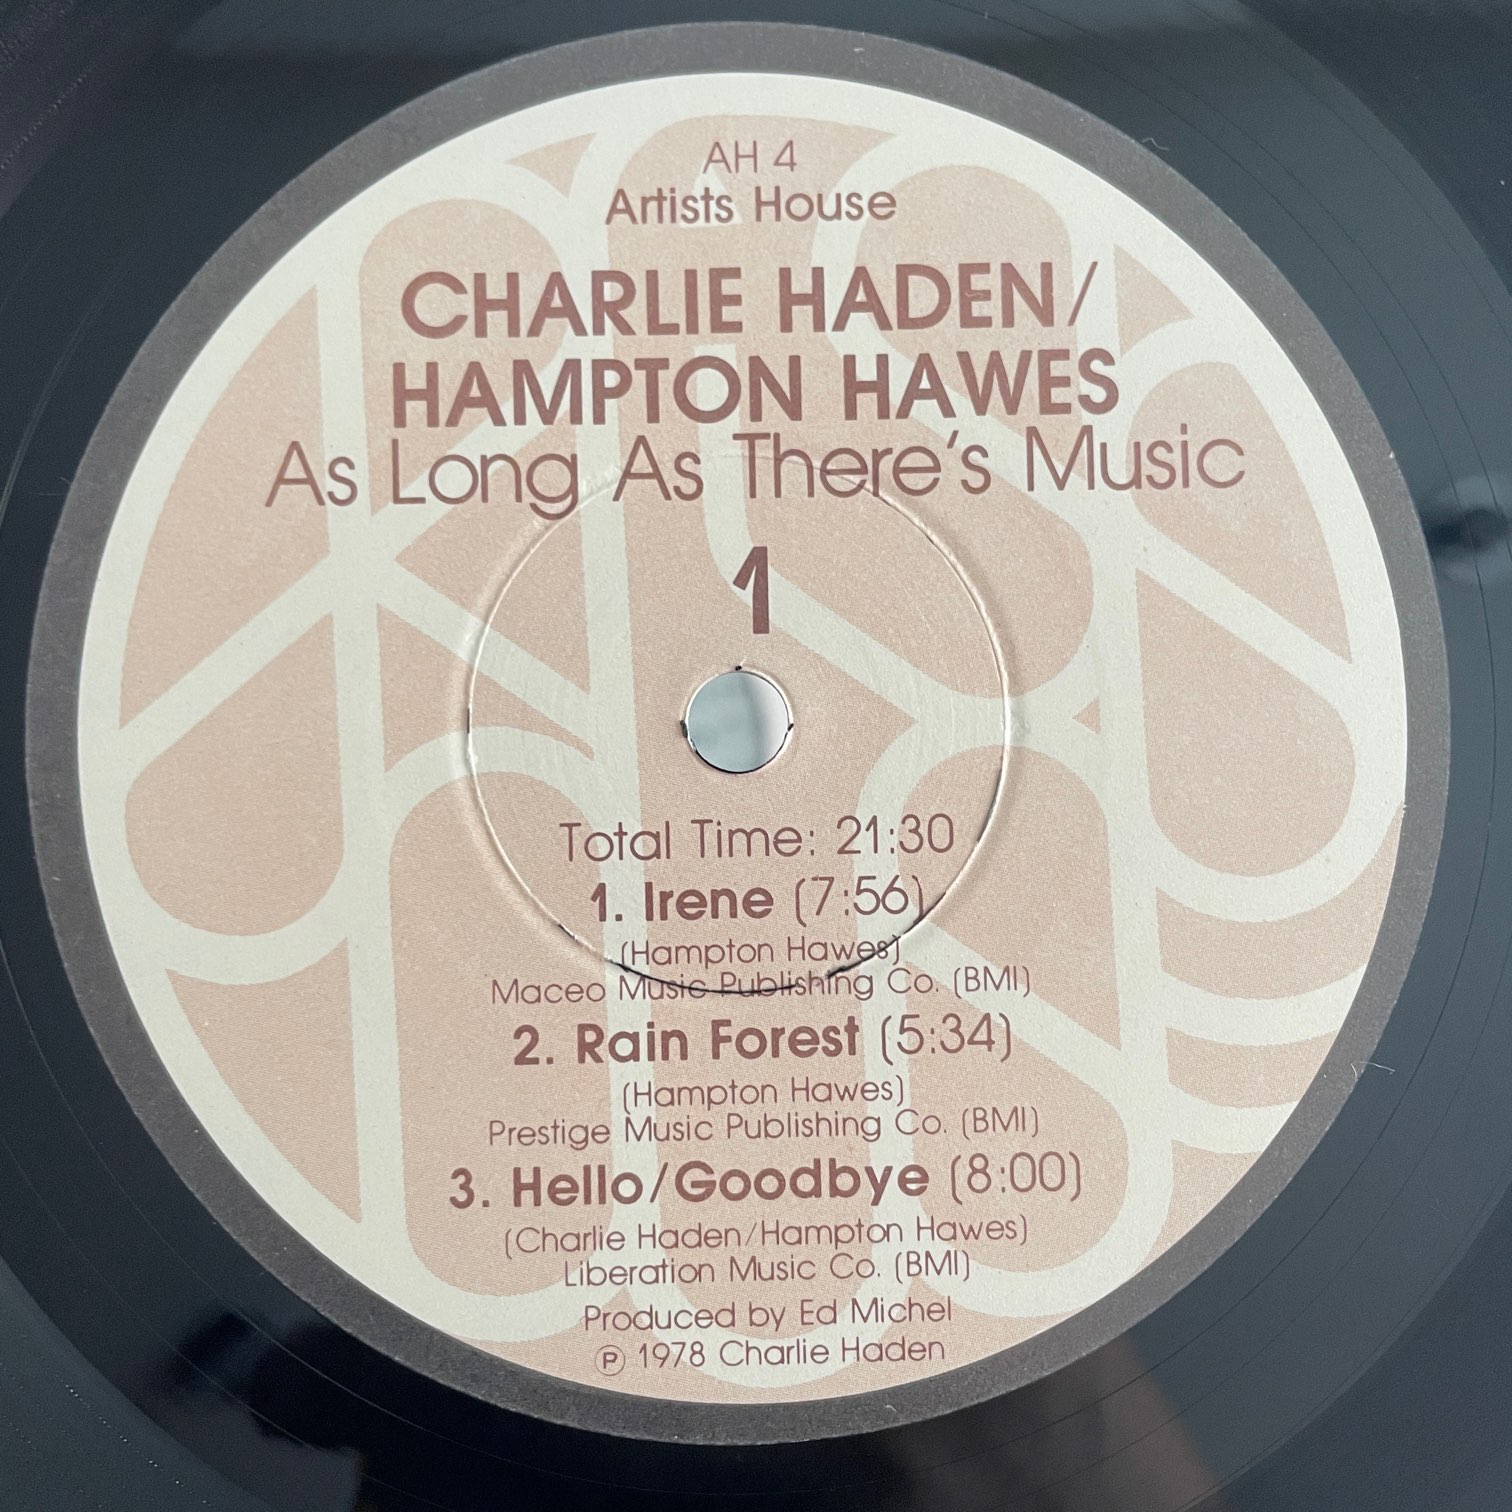 AH 4
Artists House
CHARLIE HADEN/
HAMPTON HAWES
As Long As There's Music
1
Total Time: 21:30
1. Irene (7:56)
(Hampton Hawes)
Maceo Music Publishing Co. (BMI)
2. Rain Forest (5:34)
(Hampton Hawes)
Prestige Music Publishing Co. (BMI)
3. Hello/Goodbye (8:00)
(Charlie Haden/Hampton Hawes)
Liberation Music Co. (BMI)
Produced by Ed Michel
℗ 1978 Charlie Haden